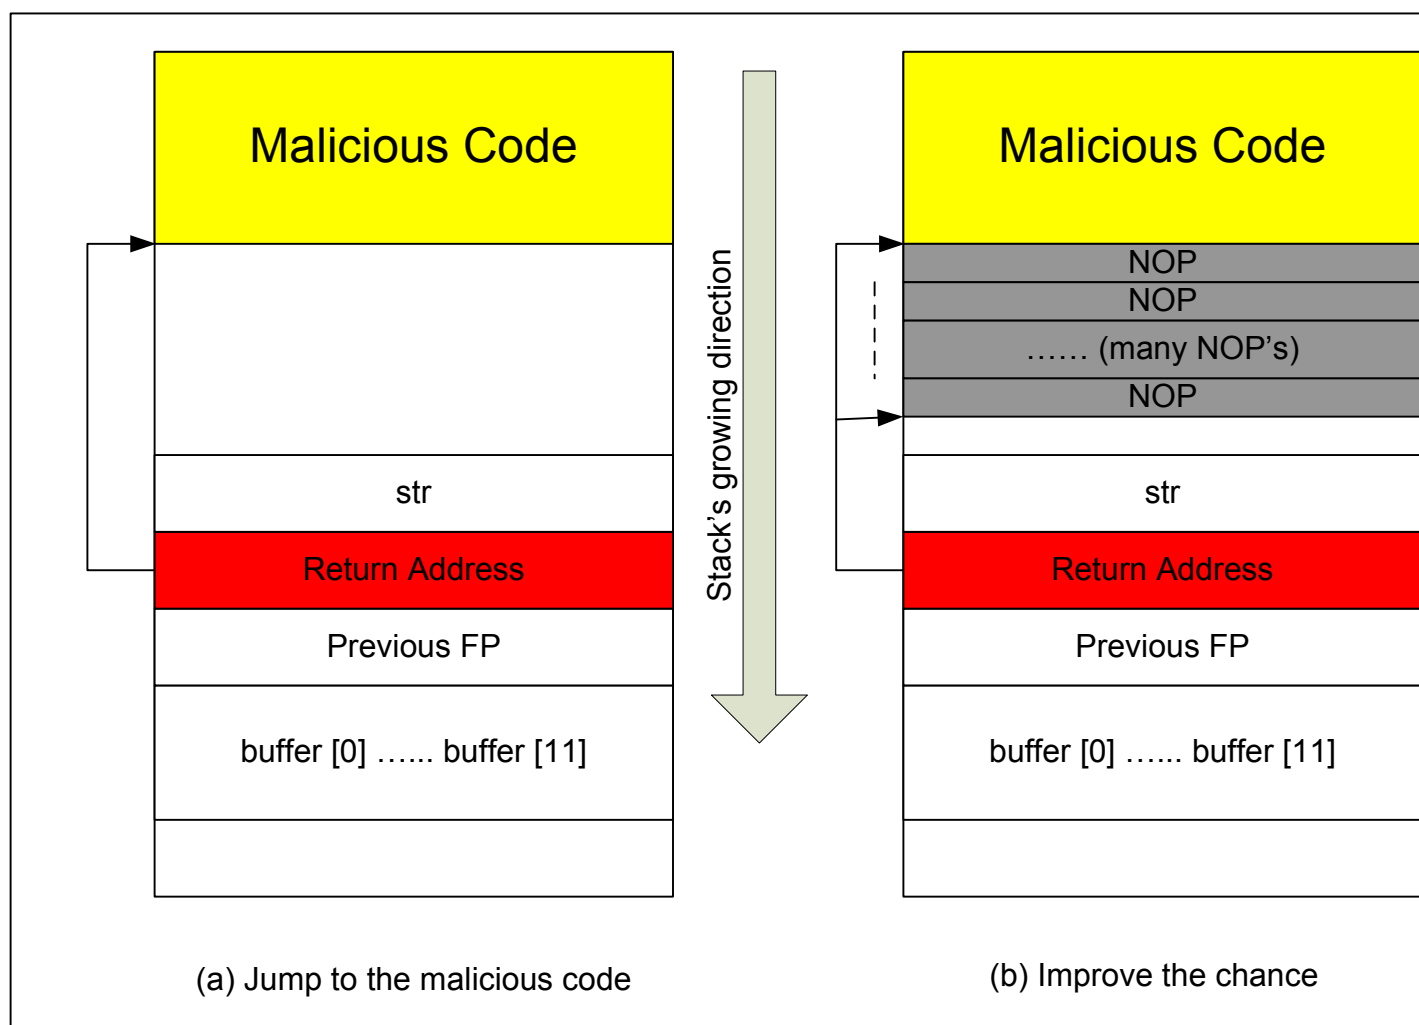 Malicious Code
str
Return Address
Previous FP
buffer [0] …... buffer [11]
(a) Jump to the malicious code
Stack's growing direction
Malicious Code
NOP
NOP
…… (many NOP's)
NOP
str
Return Address
Previous FP
buffer [0] …... buffer [11]
(b) Improve the chance